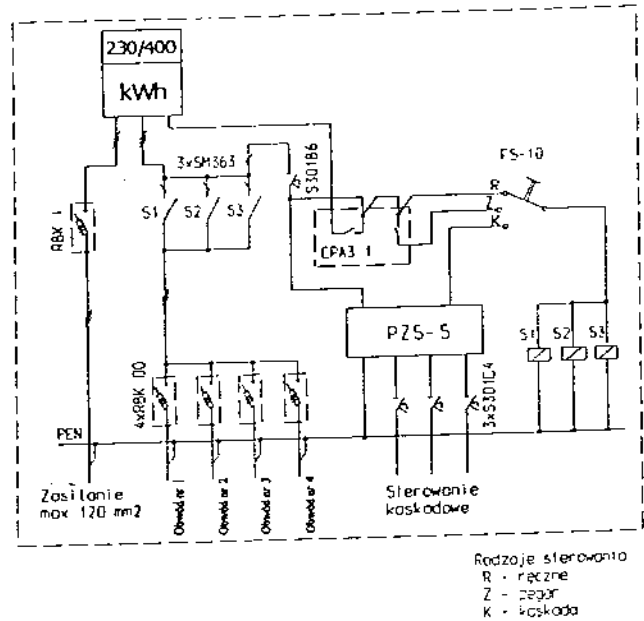 230/400
kWh
3xSM363
S301B6
FS-10
RBK 1
S1
S2
S3
R
Z
K
CPA3 1
PZS-5
S1
S2
S3
4xRBK 00
3xS301C4
PEN
Zasilanie
max 120 mm2
Obwód nr 1
Obwód nr 2
Obwód nr 3
Obwód nr 4
Sterowanie
kaskadowe
Rodzaje sterowania
R - ręczne
Z - zegar
K - kaskada